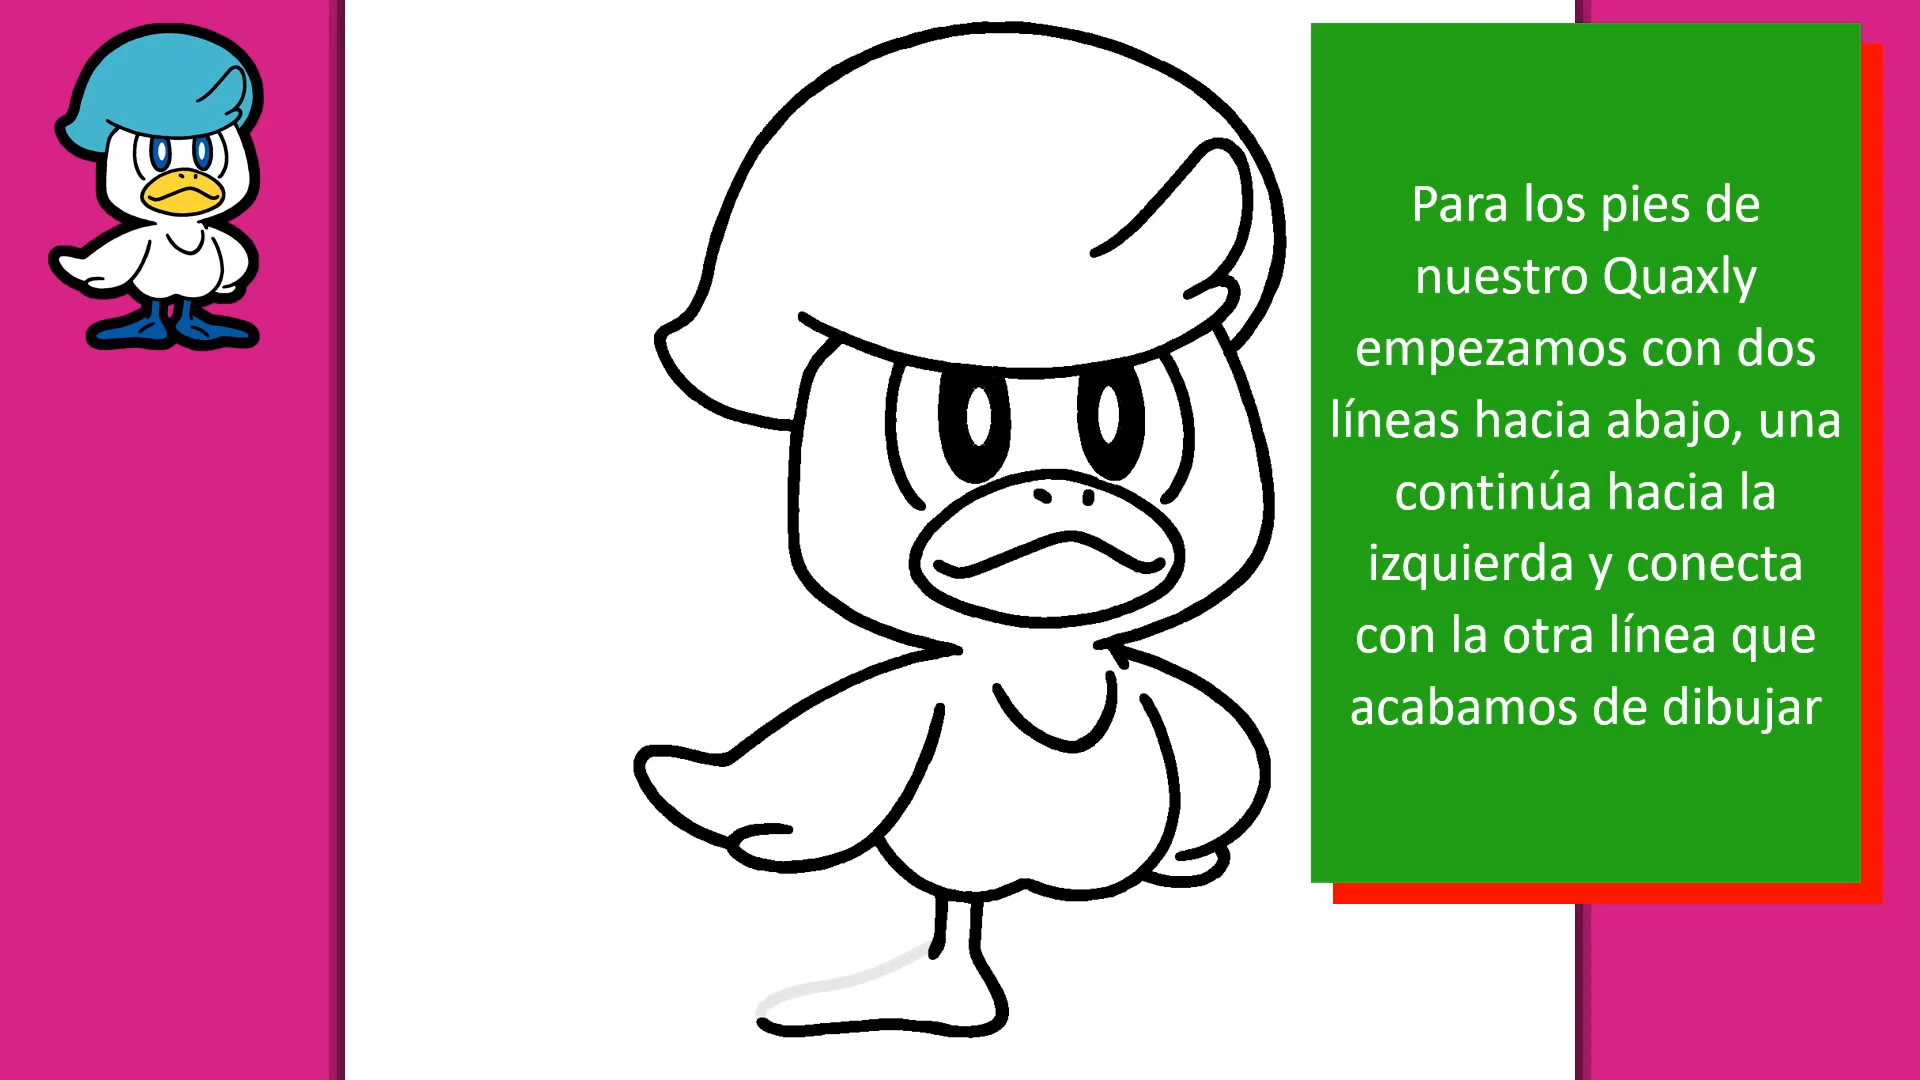 Para los pies de
nuestro Quaxly
empezamos con dos
líneas hacia abajo, una
continúa hacia la
izquierda y conecta
con la otra línea que
acabamos de dibujar